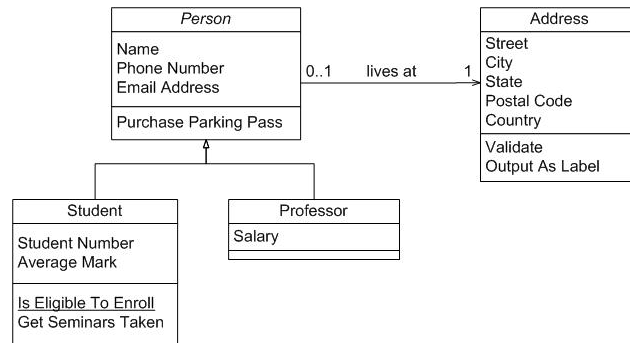 Person
Name
Phone Number
Email Address
Purchase Parking Pass
0..1 lives at 1
Address
Street
City
State
Postal Code
Country
Validate
Output As Label
Student
Student Number
Average Mark
Is Eligible To Enroll
Get Seminars Taken
Professor
Salary